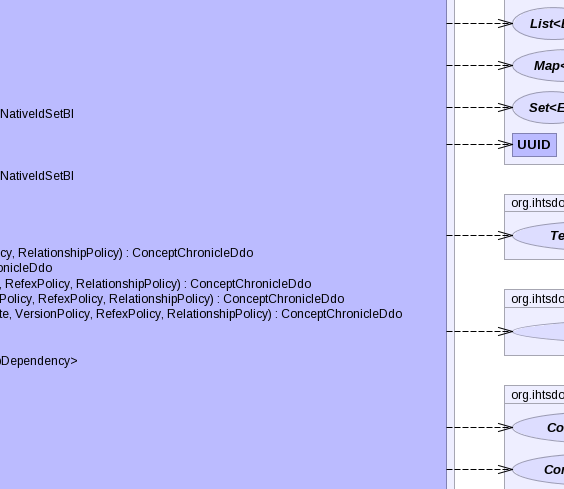 NativeIdSetBI
NativeIdSetBI
cy, RelationshipPolicy) : ConceptChronicleDdo
onicleDdo
, RefexPolicy, RelationshipPolicy) : ConceptChronicleDdo
Policy, RefexPolicy, RelationshipPolicy) : ConceptChronicleDdo
te, VersionPolicy, RefexPolicy, RelationshipPolicy) : ConceptChronicleDdo
Dependency>
List<E
Map<
Set<E
UUID
org.ihtsdo
Te
org.ihtsdo
org.ihtsdo
Co
Con